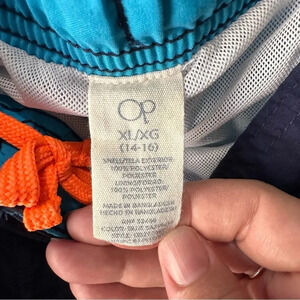 OP
XL/XG
(14-16)
SHELL/TELA EXTERIOR:
100% POLYESTER/
POLIESTER
LINING/FORRO:
100% POLYESTER/
POLIESTER
MADE IN BANGLADESH
HECHO EN BANGLADESH
COLOR: